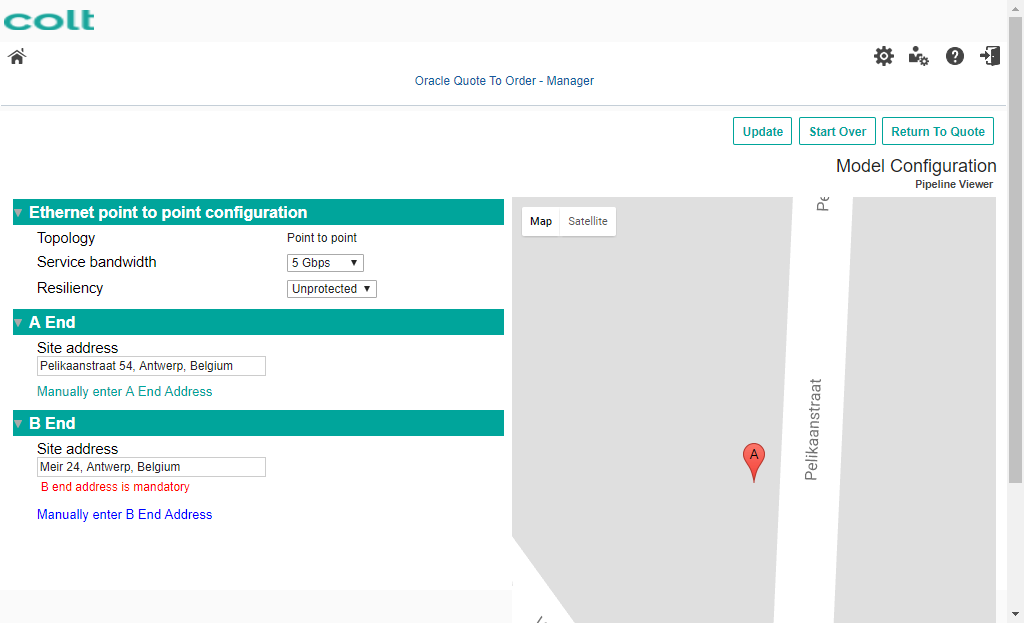 colt
Oracle Quote To Order - Manager
Update
Start Over
Return To Quote
Model Configuration
Pipeline Viewer
Ethernet point to point configuration
Topology
Point to point
Service bandwidth
5 Gbps
Resiliency
Unprotected
A End
Site address
Pelikaanstraat 54, Antwerp, Belgium
Manually enter A End Address
B End
Site address
Meir 24, Antwerp, Belgium
B end address is mandatory
Manually enter B End Address
Map
Satellite
Pe
A
Pelikaanstraat